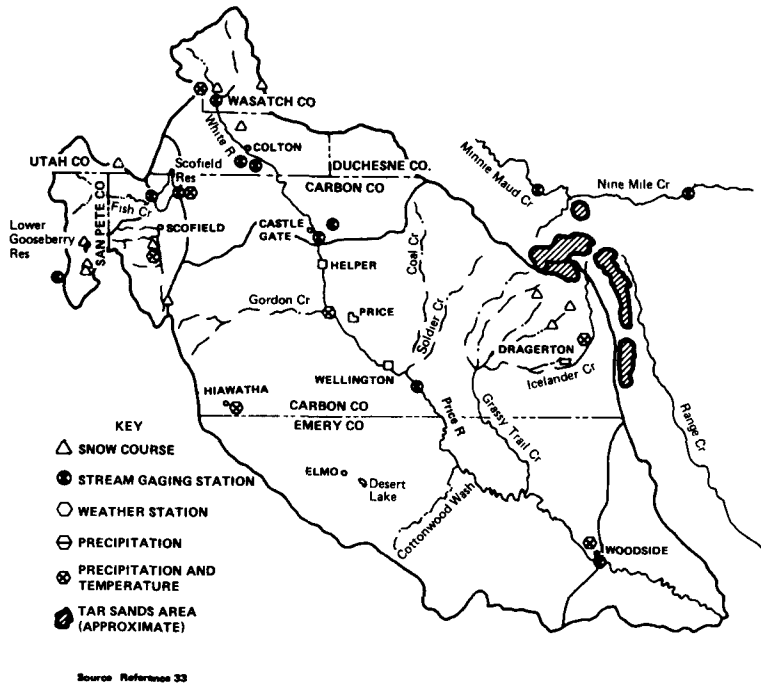 WASATCH CO
White R
COLTON
UTAH CO
Scofield
Res
DUCHESNE CO.
CARBON CO
Minnie Maud Cr
Nine Mile Cr
SAN PETE CO
Fish Cr
SCOFIELD
Lower
Gooseberry
Res
CASTLE
GATE
Coal Cr
HELPER
Gordon Cr
PRICE
Soldier Cr
DRAGERTON
Icelander Cr
WELLINGTON
HIAWATHA
CARBON CO
EMERY CO
Price R
Grassy Trail Cr
Range Cr
ELMO
Desert
Lake
Cottonwood Wash
WOODSIDE
KEY
SNOW COURSE
STREAM GAGING STATION
WEATHER STATION
PRECIPITATION
PRECIPITATION AND
TEMPERATURE
TAR SANDS AREA
(APPROXIMATE)
Source Reference 33